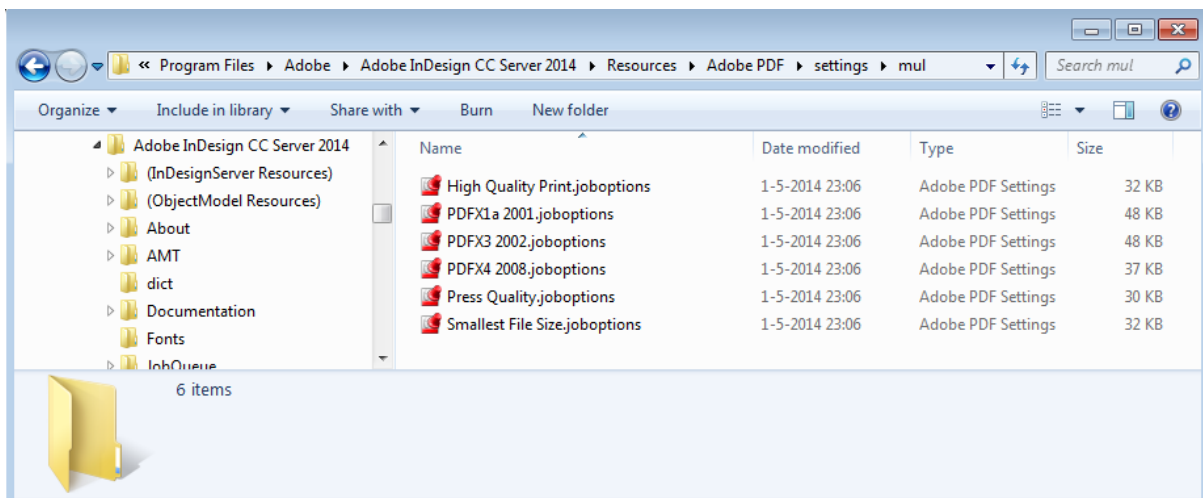 « Program Files ▸ Adobe ▸ Adobe InDesign CC Server 2014 ▸ Resources ▸ Adobe PDF ▸ settings ▸ mul Search mul
Organize Include in library Share with Burn New folder
Adobe InDesign CC Server 2014
(InDesignServer Resources)
(ObjectModel Resources)
About
AMT
dict
Documentation
Fonts
JobQueue
Name Date modified Type Size
High Quality Print.joboptions 1-5-2014 23:06 Adobe PDF Settings 32 KB
PDFX1a 2001.joboptions 1-5-2014 23:06 Adobe PDF Settings 48 KB
PDFX3 2002.joboptions 1-5-2014 23:06 Adobe PDF Settings 48 KB
PDFX4 2008.joboptions 1-5-2014 23:06 Adobe PDF Settings 37 KB
Press Quality.joboptions 1-5-2014 23:06 Adobe PDF Settings 30 KB
Smallest File Size.joboptions 1-5-2014 23:06 Adobe PDF Settings 32 KB
6 items